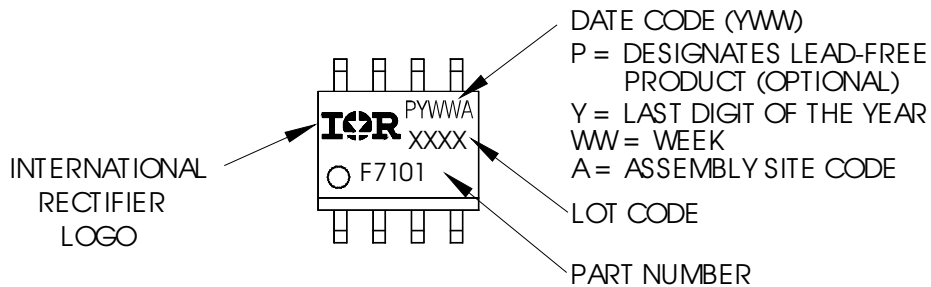 DATE CODE (YWW)
P = DESIGNATES LEAD-FREE
PRODUCT (OPTIONAL)
Y = LAST DIGIT OF THE YEAR
WW = WEEK
A = ASSEMBLY SITE CODE
LOT CODE
PART NUMBER
INTERNATIONAL
RECTIFIER
LOGO
PYWWA
IOR
XXXX
F7101